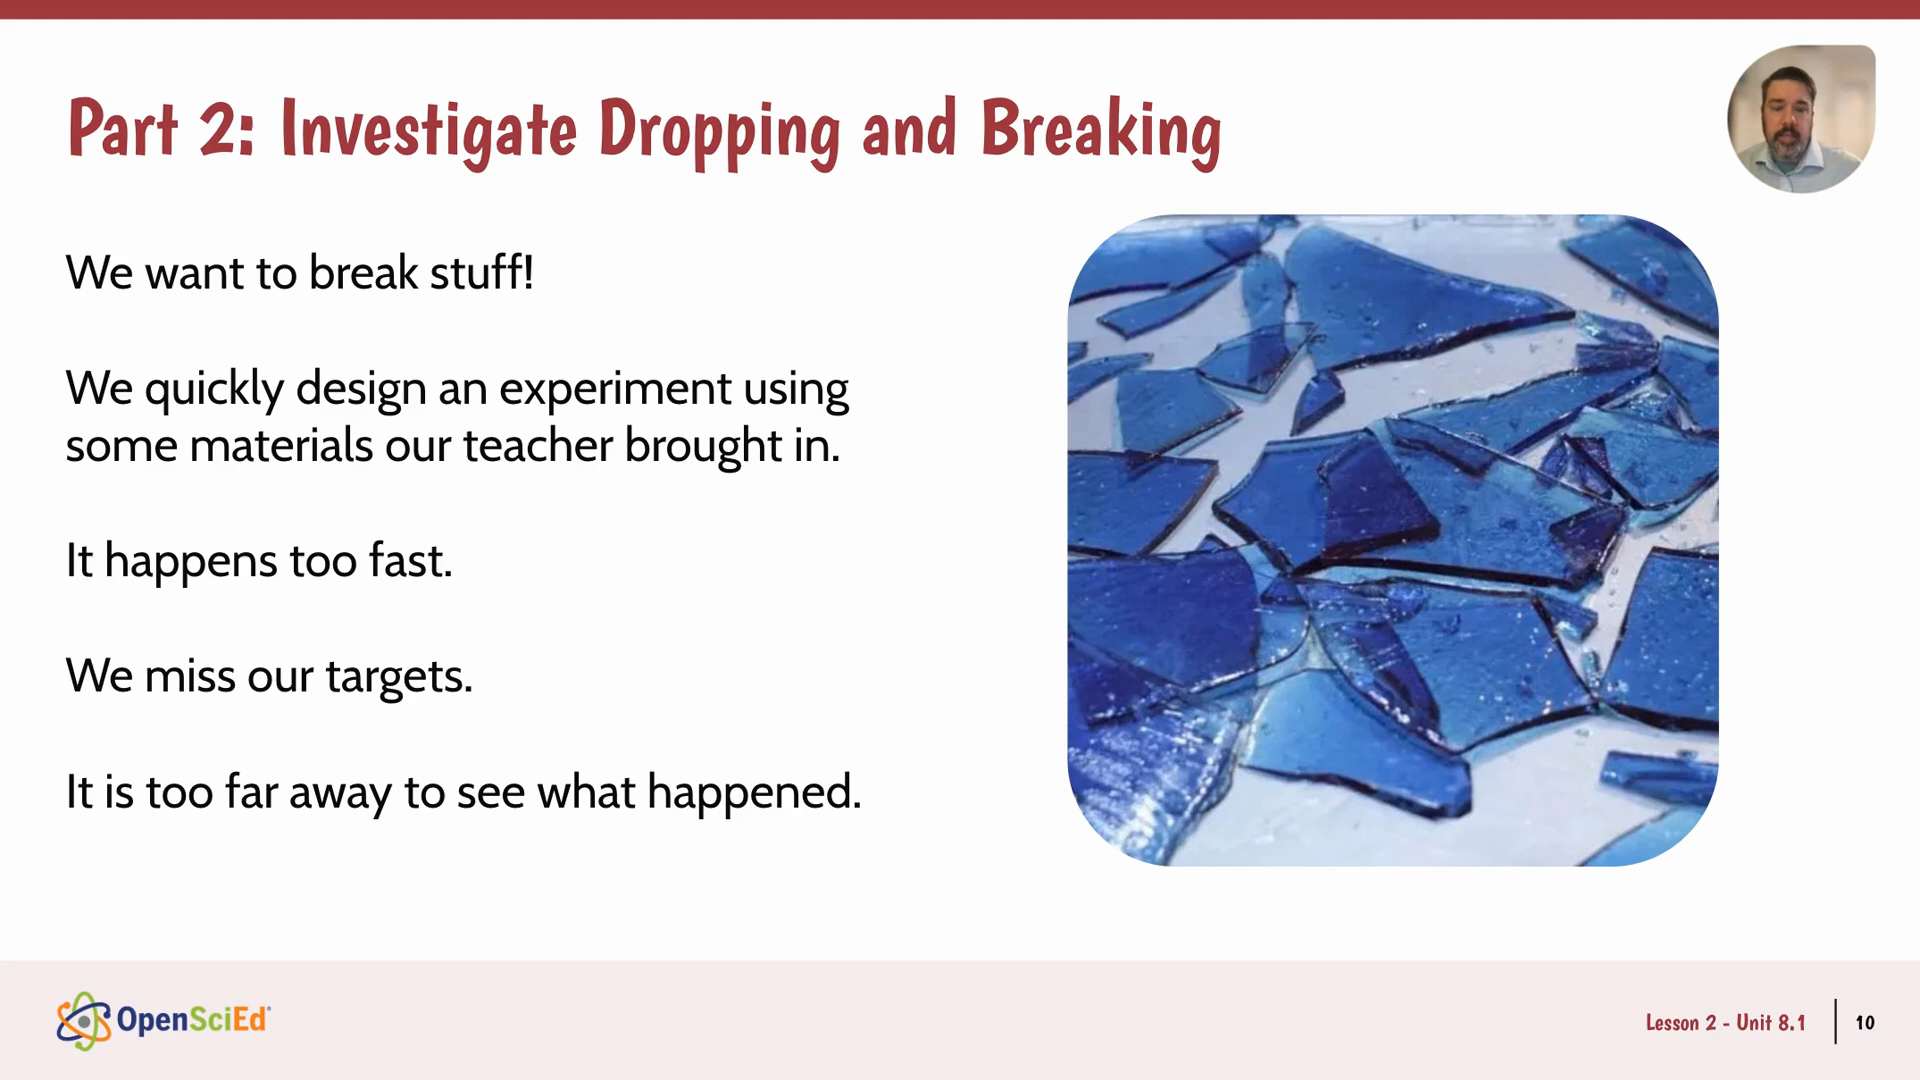 Part 2: Investigate Dropping and Breaking
We want to break stuff!
We quickly design an experiment using
some materials our teacher brought in.
It happens too fast.
We miss our targets.
It is too far away to see what happened.
OpenSciEd®
Lesson 2 - Unit 8.1
10